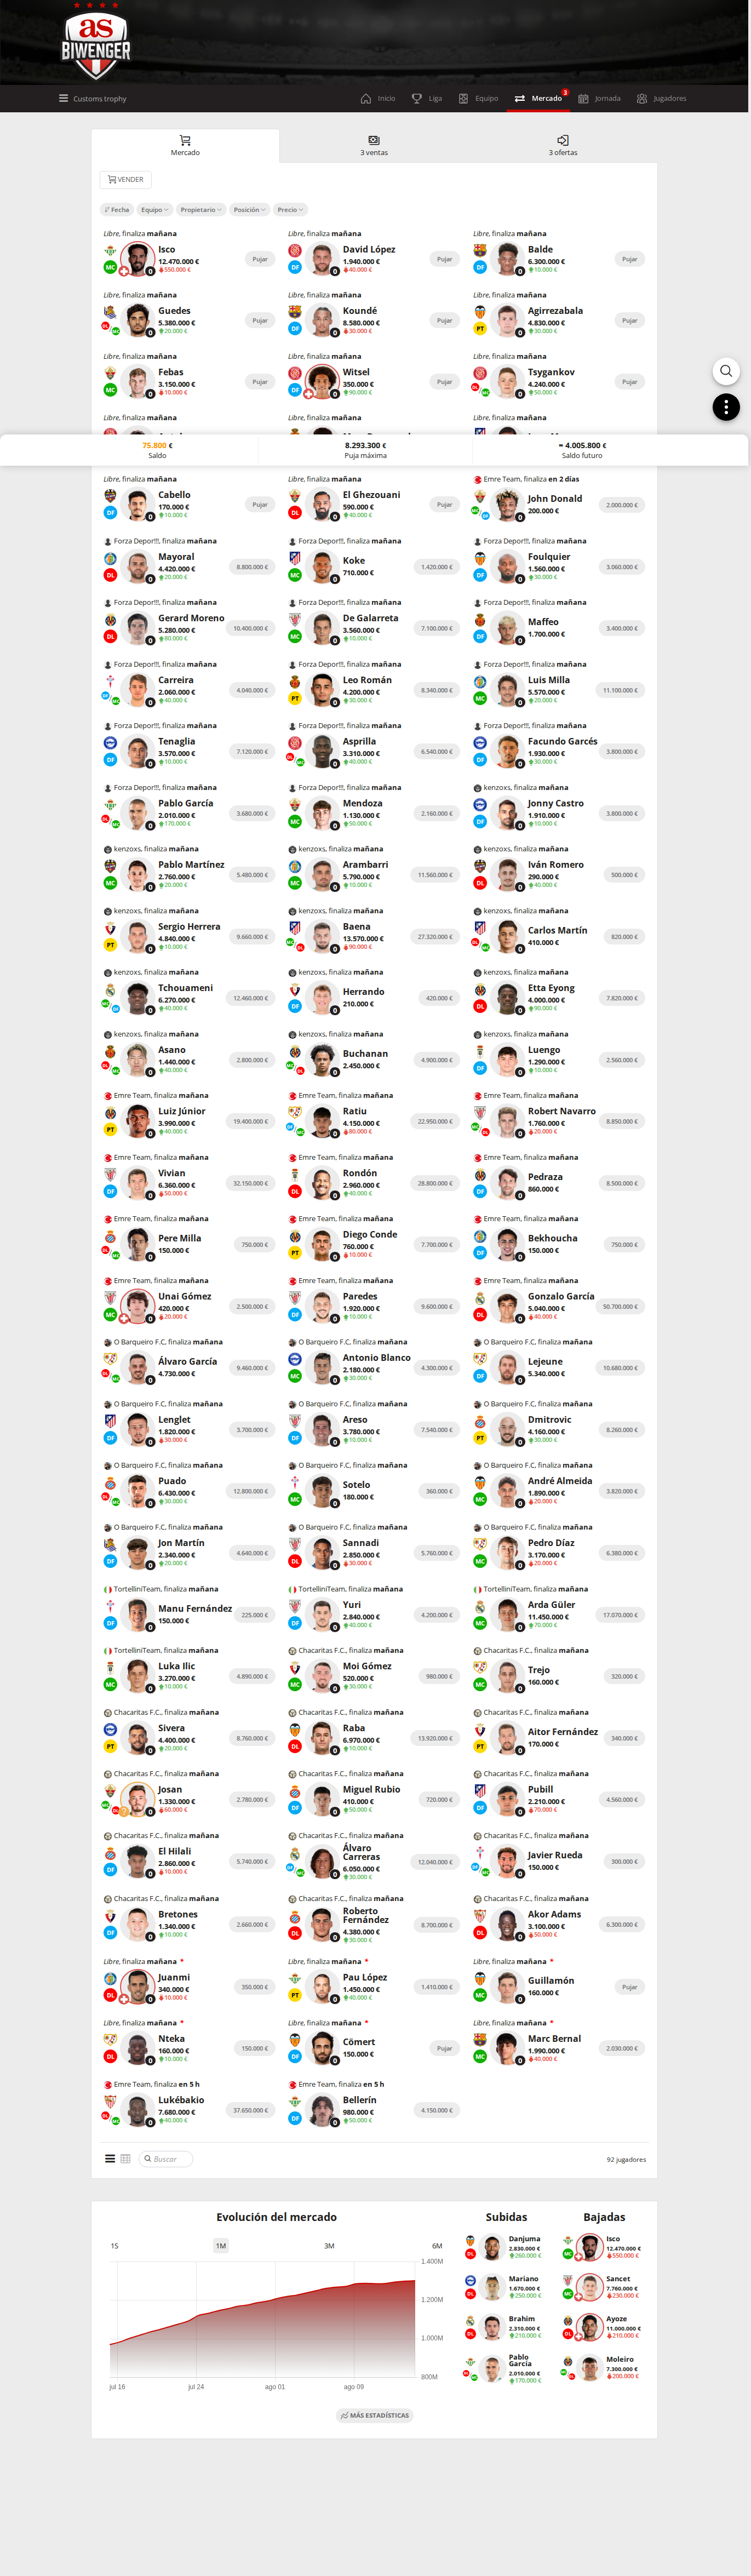 as
BIWENGER
Customs trophy
Inicio
Liga
Equipo
Mercado
3
Jornada
Jugadores
Mercado
3 ventas
3 ofertas
VENDER
Fecha
Equipo
Propietario
Posición
Precio
Libre, finaliza mañana
Isco
12.470.000 €
550.000 €
Pujar
Libre, finaliza mañana
David López
1.940.000 €
40.000 €
Pujar
Libre, finaliza mañana
Balde
6.300.000 €
10.000 €
Pujar
Libre, finaliza mañana
Guedes
5.380.000 €
20.000 €
Pujar
Libre, finaliza mañana
Koundé
8.580.000 €
30.000 €
Pujar
Libre, finaliza mañana
Agirrezabala
4.830.000 €
30.000 €
Pujar
Libre, finaliza mañana
Febas
3.150.000 €
10.000 €
Pujar
Libre, finaliza mañana
Witsel
350.000 €
90.000 €
Pujar
Libre, finaliza mañana
Tsygankov
4.240.000 €
50.000 €
Pujar
Libre, finaliza mañana
Libre, finaliza mañana
Libre, finaliza mañana
75.800 €
Saldo
8.293.300 €
Puja máxima
= 4.005.800 €
Saldo futuro
Libre, finaliza mañana
Cabello
170.000 €
10.000 €
Pujar
Libre, finaliza mañana
El Ghezouani
590.000 €
40.000 €
Pujar
Emre Team, finaliza en 2 días
John Donald
200.000 €
2.000.000 €
Forza Depor!!!, finaliza mañana
Mayoral
4.420.000 €
20.000 €
8.800.000 €
Forza Depor!!!, finaliza mañana
Koke
710.000 €
1.420.000 €
Forza Depor!!!, finaliza mañana
Foulquier
1.560.000 €
30.000 €
3.060.000 €
Forza Depor!!!, finaliza mañana
Gerard Moreno
5.280.000 €
80.000 €
10.400.000 €
Forza Depor!!!, finaliza mañana
De Galarreta
3.560.000 €
10.000 €
7.100.000 €
Forza Depor!!!, finaliza mañana
Maffeo
1.700.000 €
3.400.000 €
Forza Depor!!!, finaliza mañana
Carreira
2.060.000 €
40.000 €
4.040.000 €
Forza Depor!!!, finaliza mañana
Leo Román
4.200.000 €
30.000 €
8.340.000 €
Forza Depor!!!, finaliza mañana
Luis Milla
5.570.000 €
20.000 €
11.100.000 €
Forza Depor!!!, finaliza mañana
Tenaglia
3.570.000 €
10.000 €
7.120.000 €
Forza Depor!!!, finaliza mañana
Asprilla
3.310.000 €
40.000 €
6.540.000 €
Forza Depor!!!, finaliza mañana
Facundo Garcés
1.930.000 €
30.000 €
3.800.000 €
Forza Depor!!!, finaliza mañana
Pablo García
2.010.000 €
170.000 €
3.680.000 €
Forza Depor!!!, finaliza mañana
Mendoza
1.130.000 €
50.000 €
2.160.000 €
kenzoxs, finaliza mañana
Jonny Castro
1.910.000 €
10.000 €
3.800.000 €
kenzoxs, finaliza mañana
Pablo Martínez
2.760.000 €
20.000 €
5.480.000 €
kenzoxs, finaliza mañana
Arambarri
5.790.000 €
10.000 €
11.560.000 €
kenzoxs, finaliza mañana
Iván Romero
290.000 €
40.000 €
500.000 €
kenzoxs, finaliza mañana
Sergio Herrera
4.840.000 €
10.000 €
9.660.000 €
kenzoxs, finaliza mañana
Baena
13.570.000 €
90.000 €
27.320.000 €
kenzoxs, finaliza mañana
Carlos Martín
410.000 €
820.000 €
kenzoxs, finaliza mañana
Tchouameni
6.270.000 €
40.000 €
12.460.000 €
kenzoxs, finaliza mañana
Herrando
210.000 €
420.000 €
kenzoxs, finaliza mañana
Etta Eyong
4.000.000 €
90.000 €
7.820.000 €
kenzoxs, finaliza mañana
Asano
1.440.000 €
40.000 €
2.800.000 €
kenzoxs, finaliza mañana
Buchanan
2.450.000 €
4.900.000 €
kenzoxs, finaliza mañana
Luengo
1.290.000 €
10.000 €
2.560.000 €
Emre Team, finaliza mañana
Luiz Júnior
3.990.000 €
40.000 €
19.400.000 €
Emre Team, finaliza mañana
Ratiu
4.150.000 €
80.000 €
22.950.000 €
Emre Team, finaliza mañana
Robert Navarro
1.760.000 €
20.000 €
8.850.000 €
Emre Team, finaliza mañana
Vivian
6.360.000 €
50.000 €
32.150.000 €
Emre Team, finaliza mañana
Rondón
2.960.000 €
40.000 €
28.800.000 €
Emre Team, finaliza mañana
Pedraza
860.000 €
8.500.000 €
Emre Team, finaliza mañana
Pere Milla
150.000 €
750.000 €
Emre Team, finaliza mañana
Diego Conde
760.000 €
10.000 €
7.700.000 €
Emre Team, finaliza mañana
Bekhoucha
150.000 €
750.000 €
Emre Team, finaliza mañana
Unai Gómez
420.000 €
20.000 €
2.500.000 €
Emre Team, finaliza mañana
Paredes
1.920.000 €
10.000 €
9.600.000 €
Emre Team, finaliza mañana
Gonzalo García
5.040.000 €
40.000 €
50.700.000 €
O Barqueiro F.C, finaliza mañana
Álvaro García
4.730.000 €
9.460.000 €
O Barqueiro F.C, finaliza mañana
Antonio Blanco
2.180.000 €
30.000 €
4.300.000 €
O Barqueiro F.C, finaliza mañana
Lejeune
5.340.000 €
10.680.000 €
O Barqueiro F.C, finaliza mañana
Lenglet
1.820.000 €
30.000 €
3.700.000 €
O Barqueiro F.C, finaliza mañana
Areso
3.780.000 €
10.000 €
7.540.000 €
O Barqueiro F.C, finaliza mañana
Dmitrovic
4.160.000 €
30.000 €
8.260.000 €
O Barqueiro F.C, finaliza mañana
Puado
6.430.000 €
30.000 €
12.800.000 €
O Barqueiro F.C, finaliza mañana
Sotelo
180.000 €
360.000 €
O Barqueiro F.C, finaliza mañana
André Almeida
1.890.000 €
20.000 €
3.820.000 €
O Barqueiro F.C, finaliza mañana
Jon Martín
2.340.000 €
20.000 €
4.640.000 €
O Barqueiro F.C, finaliza mañana
Sannadi
2.850.000 €
30.000 €
5.760.000 €
O Barqueiro F.C, finaliza mañana
Pedro Díaz
3.170.000 €
20.000 €
6.380.000 €
TortelliniTeam, finaliza mañana
Manu Fernández
150.000 €
225.000 €
TortelliniTeam, finaliza mañana
Yuri
2.840.000 €
40.000 €
4.200.000 €
TortelliniTeam, finaliza mañana
Arda Güler
11.450.000 €
70.000 €
17.070.000 €
TortelliniTeam, finaliza mañana
Luka Ilic
3.270.000 €
10.000 €
4.890.000 €
Chacaritas F.C., finaliza mañana
Moi Gómez
520.000 €
30.000 €
980.000 €
Chacaritas F.C., finaliza mañana
Trejo
160.000 €
320.000 €
Chacaritas F.C., finaliza mañana
Sivera
4.400.000 €
20.000 €
8.760.000 €
Chacaritas F.C., finaliza mañana
Raba
6.970.000 €
10.000 €
13.920.000 €
Chacaritas F.C., finaliza mañana
Aitor Fernández
170.000 €
340.000 €
Chacaritas F.C., finaliza mañana
Josan
1.330.000 €
60.000 €
2.780.000 €
Chacaritas F.C., finaliza mañana
Miguel Rubio
410.000 €
50.000 €
720.000 €
Chacaritas F.C., finaliza mañana
Pubill
2.210.000 €
70.000 €
4.560.000 €
Chacaritas F.C., finaliza mañana
El Hilali
2.860.000 €
10.000 €
5.740.000 €
Chacaritas F.C., finaliza mañana
Álvaro
Carreras
6.050.000 €
30.000 €
12.040.000 €
Chacaritas F.C., finaliza mañana
Javier Rueda
150.000 €
300.000 €
Chacaritas F.C., finaliza mañana
Bretones
1.340.000 €
10.000 €
2.660.000 €
Chacaritas F.C., finaliza mañana
Roberto
Fernández
4.380.000 €
30.000 €
8.700.000 €
Chacaritas F.C., finaliza mañana
Akor Adams
3.100.000 €
50.000 €
6.300.000 €
Libre, finaliza mañana *
Juanmi
340.000 €
10.000 €
350.000 €
Libre, finaliza mañana *
Pau López
1.450.000 €
40.000 €
1.410.000 €
Libre, finaliza mañana *
Guillamón
160.000 €
Pujar
Libre, finaliza mañana *
Nteka
160.000 €
10.000 €
150.000 €
Libre, finaliza mañana *
Cömert
150.000 €
Pujar
Libre, finaliza mañana *
Marc Bernal
1.990.000 €
40.000 €
2.030.000 €
Emre Team, finaliza en 5 h
Lukébakio
7.680.000 €
40.000 €
37.650.000 €
Emre Team, finaliza en 5 h
Bellerín
980.000 €
50.000 €
4.150.000 €
Buscar
92 jugadores
Evolución del mercado
1S
1M
3M
6M
1.400M
1.200M
1.000M
800M
jul 16
jul 24
ago 01
ago 09
Subidas
Danjuma
2.830.000 €
260.000 €
Mariano
1.670.000 €
250.000 €
Brahim
2.310.000 €
210.000 €
Pablo
García
2.010.000 €
170.000 €
Bajadas
Isco
12.470.000 €
550.000 €
Sancet
7.760.000 €
230.000 €
Ayoze
11.000.000 €
210.000 €
Moleiro
7.300.000 €
200.000 €
MÁS ESTADÍSTICAS